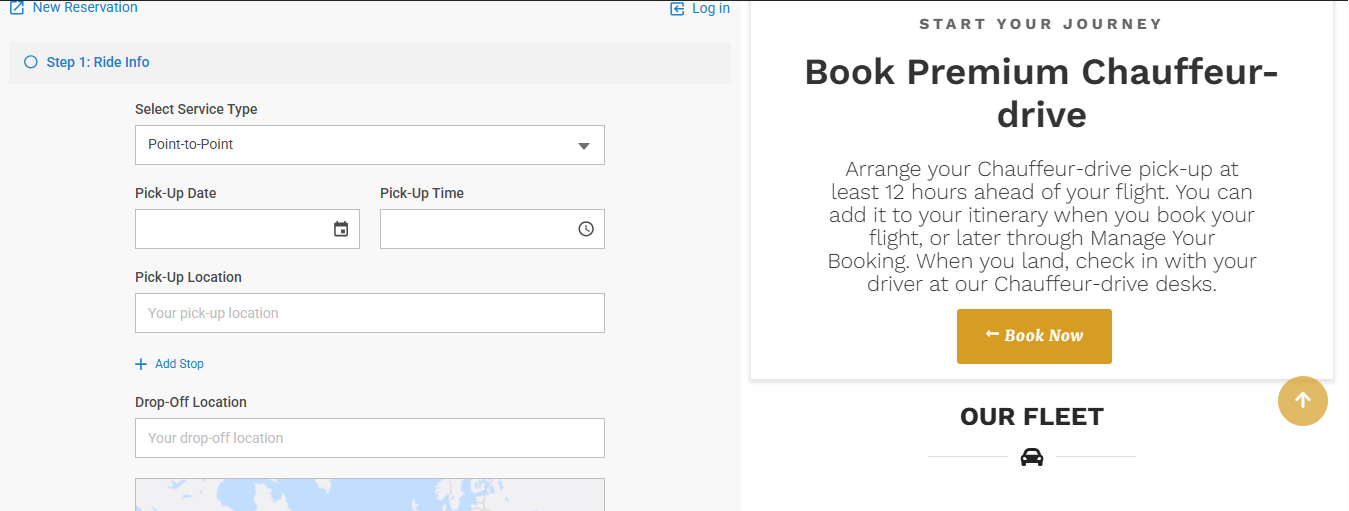 New Reservation
Log in
Step 1: Ride Info
Select Service Type
Point-to-Point
Pick-Up Date
Pick-Up Time
Pick-Up Location
Your pick-up location
Add Stop
Drop-Off Location
Your drop-off location
START YOUR JOURNEY
Book Premium Chauffeur-
drive
Arrange your Chauffeur-drive pick-up at
least 12 hours ahead of your flight. You can
add it to your itinerary when you book your
flight, or later through Manage Your
Booking. When you land, check in with your
driver at our Chauffeur-drive desks.
Book Now
OUR FLEET